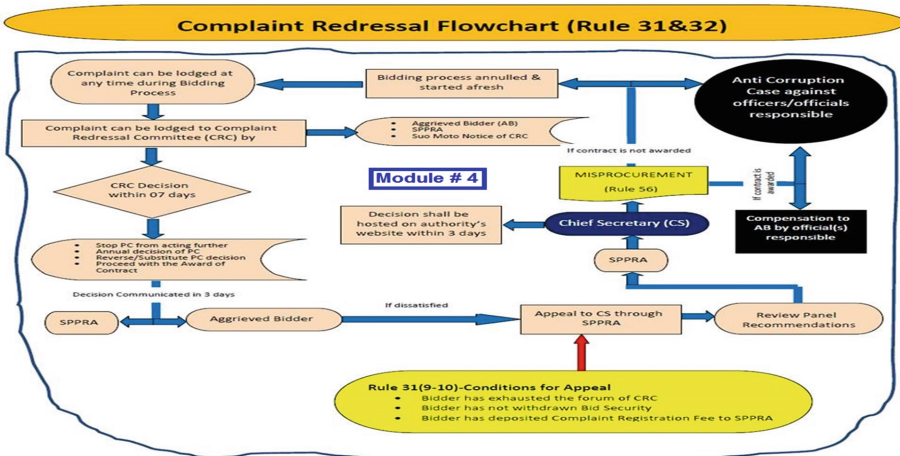 Complaint Redressal Flowchart (Rule 31&32)
Complaint can be lodged at
any time during Bidding
Process
Bidding process annulled &
started afresh
Anti Corruption
Case against
officers/officials
responsible
Complaint can be lodged to Complaint
Redressal Committee (CRC) by
• Aggrieved Bidder (AB)
• SPPRA
• Suo Moto Notice of CRC
If contract is not awarded
Module # 4
MISPROCUREMENT
(Rule 56)
If contract is
awarded
CRC Decision
within 07 days
Decision shall be
hosted on authority's
website within 3 days
Chief Secretary (CS)
Compensation to
AB by official(s)
responsible
• Stop PC from acting further
• Annual decision of PC
• Reverse/Substitute PC decision
• Proceed with the Award of
Contract
SPPRA
Decision Communicated in 3 days
If dissatisfied
SPPRA
Aggrieved Bidder
Appeal to CS through
SPPRA
Review Panel
Recommendations
Rule 31(9-10)-Conditions for Appeal
• Bidder has exhausted the forum of CRC
• Bidder has not withdrawn Bid Security
• Bidder has deposited Complaint Registration Fee to SPPRA